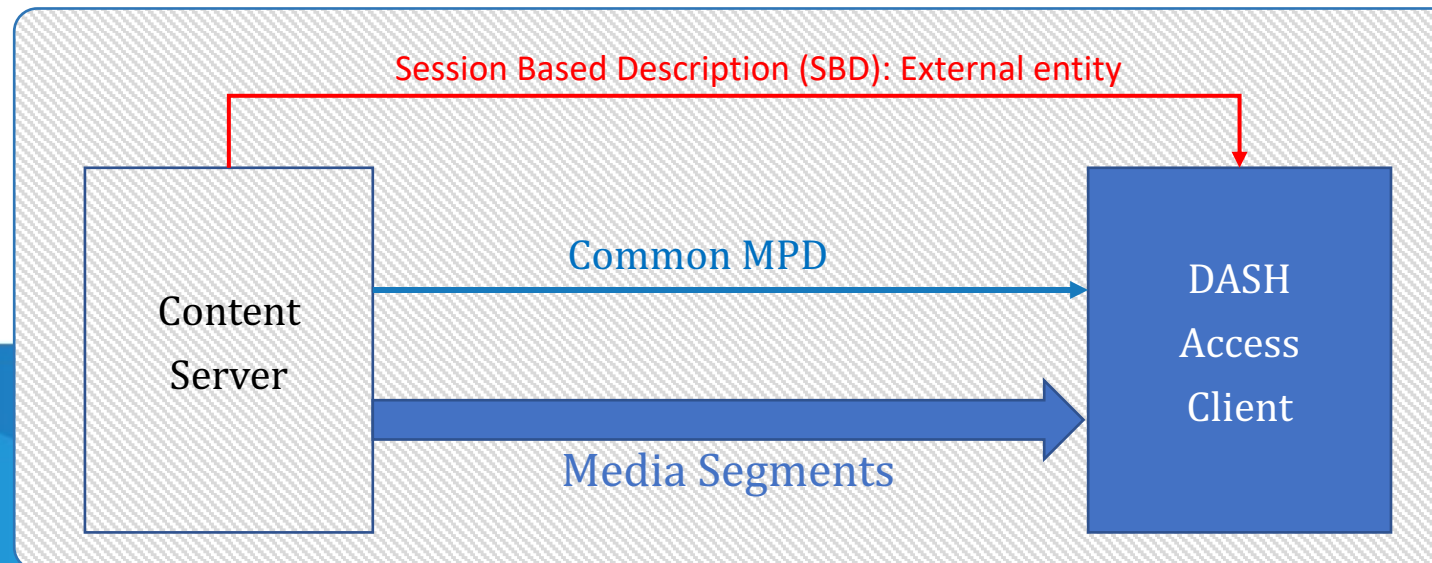 Session Based Description (SBD): External entity
Common MPD
Content
Server
Media Segments
DASH
Access
Client